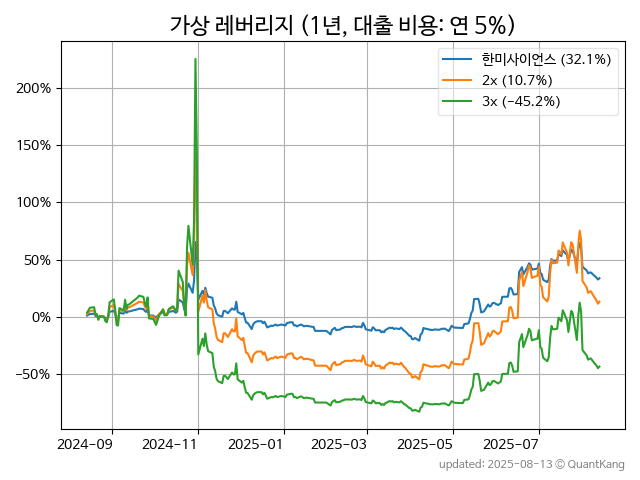 가상 레버리지 (1년, 대출 비용: 연 5%)
한미사이언스 (32.1%)
2x (10.7%)
3x (-45.2%)
200%
150%
100%
50%
0%
−50%
2024-09 2024-11 2025-01 2025-03 2025-05 2025-07
updated: 2025-08-13 © QuantKang